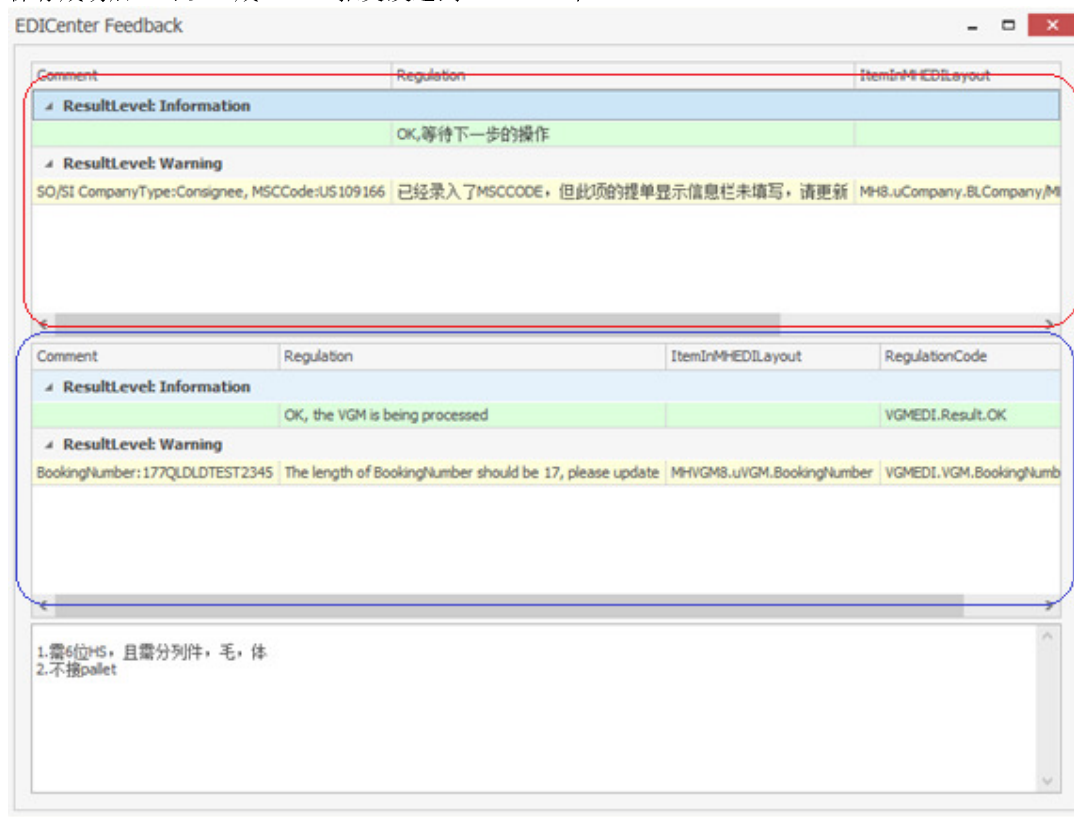 EDICenter Feedback
Comment Regulation ItemInMHEDILayout
ResultLevel: Information
OK,等待下一步的操作
ResultLevel: Warning
SO/SI CompanyType:Consignee, MSCCode:US109166 已经录入了MSCCODE，但此项的提单显示信息栏未填写，请更新 MH8.uCompany.BLCompany/MH
Comment Regulation ItemInMHEDILayout RegulationCode
ResultLevel: Information
OK, the VGM is being processed VGMEDI.Result.OK
ResultLevel: Warning
BookingNumber:177QLDLDTEST2345 The length of BookingNumber should be 17, please update MHVGM8.uVGM.BookingNumber VGMEDI.VGM.BookingNumb
1.需6位HS，且需分列件，毛，体
2.不接pallet